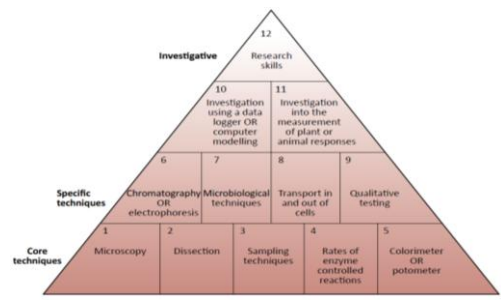 12
Investigative
Research
skills
10
Investigation
using a data
logger OR
computer
modelling
11
Investigation
into the
measurement
of plant or
animal responses
Specific
techniques
6
Chromatography
OR
electrophoresis
7
Microbiological
techniques
8
Transport in
and out of
cells
9
Qualitative
testing
Core
techniques
1
Microscopy
2
Dissection
3
Sampling
techniques
4
Rates of
enzyme
controlled
reactions
5
Colorimeter
OR
potometer